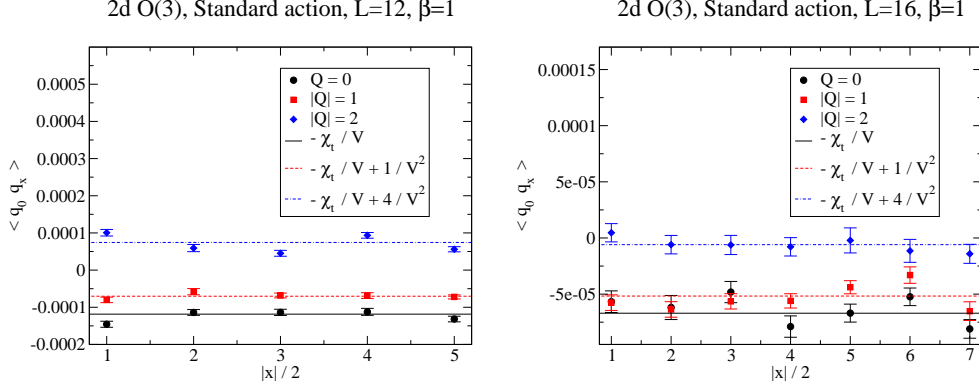 2d O(3), Standard action, L=12, β=1
0.0005
0.0004
0.0003
0.0002
0.0001
0
-0.0001
-0.0002
< q0 qx >
1 2 3 4 5
|x| / 2
Q = 0
|Q| = 1
|Q| = 2
- χt / V
- χt / V + 1 / V²
- χt / V + 4 / V²
2d O(3), Standard action, L=16, β=1
0.00015
0.0001
5e-05
0
-5e-05
< q0 qx >
1 2 3 4 5 6 7
|x| / 2
Q = 0
|Q| = 1
|Q| = 2
- χt / V
- χt / V + 1 / V²
- χt / V + 4 / V²